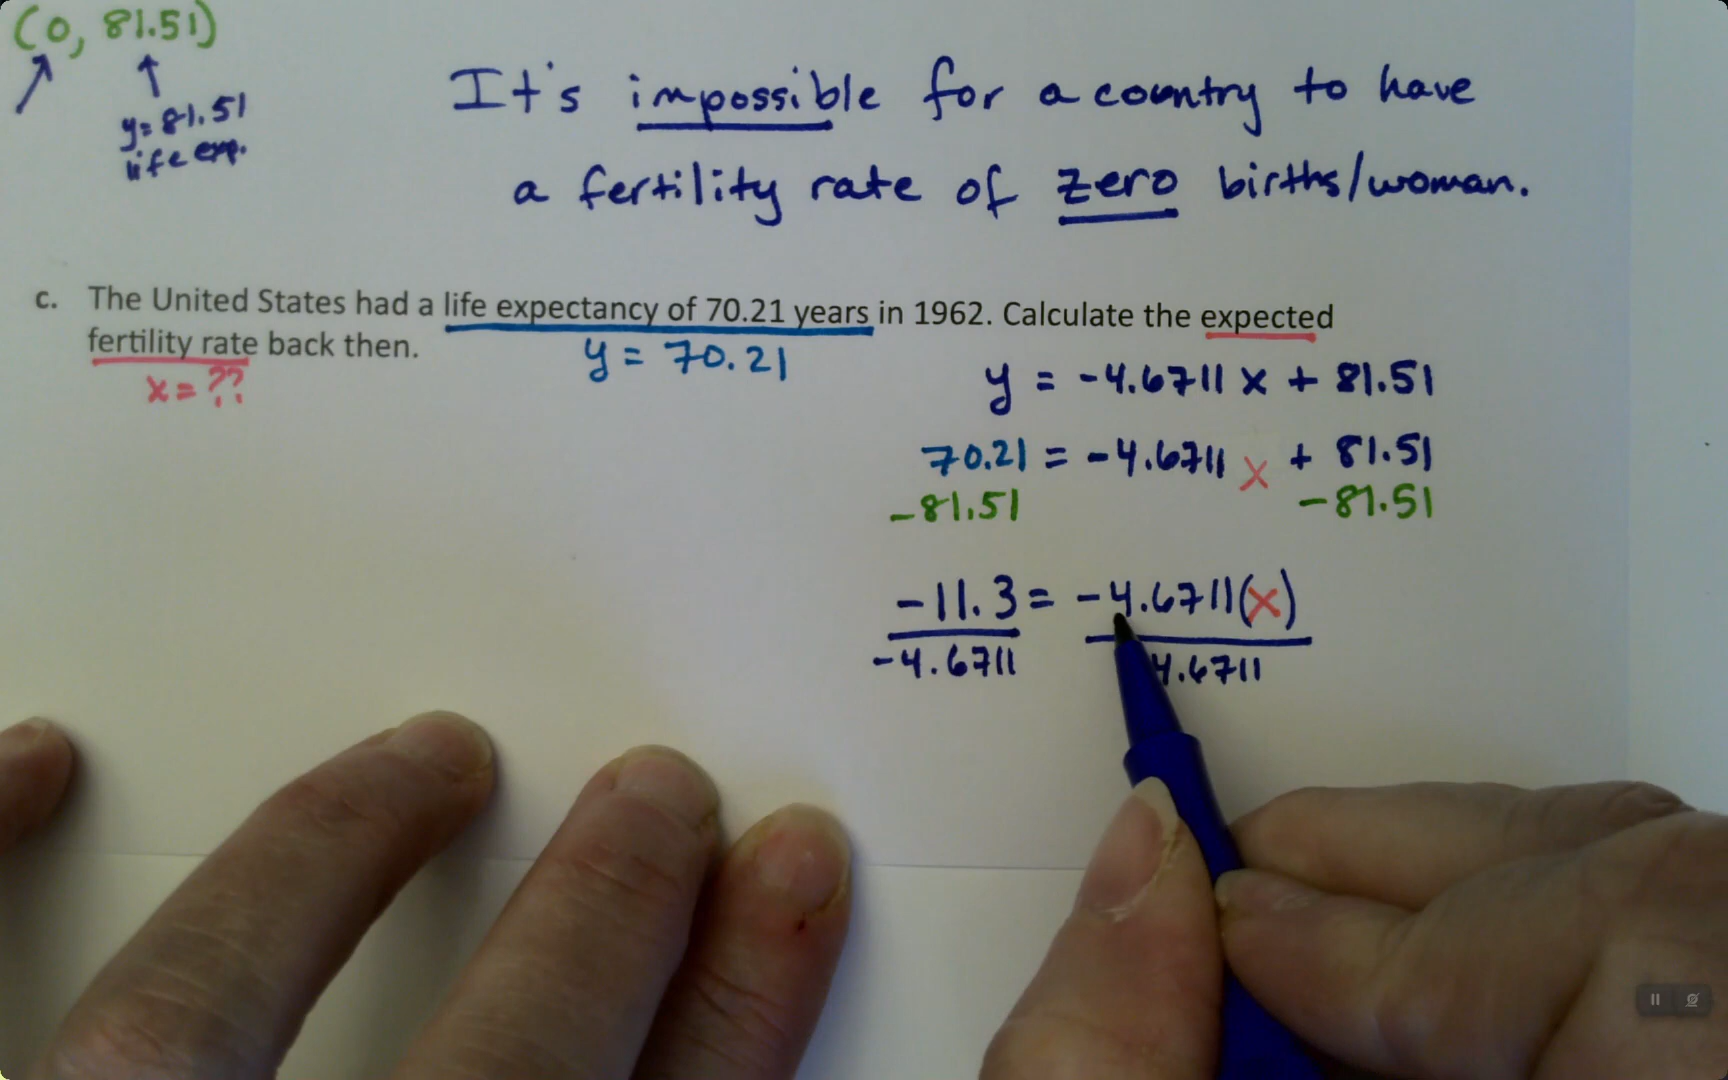 (0, 81.51)
y=81.51
life exp.
It's impossible for a country to have
a fertility rate of zero births/woman.
c. The United States had a life expectancy of 70.21 years in 1962. Calculate the expected
fertility rate back then.
y = 70.21
x = ??
y = -4.6711 x + 81.51
70.21 = -4.6711 x + 81.51
-81.51 -81.51
-11.3 = -4.6711(x)
-4.6711 4.6711